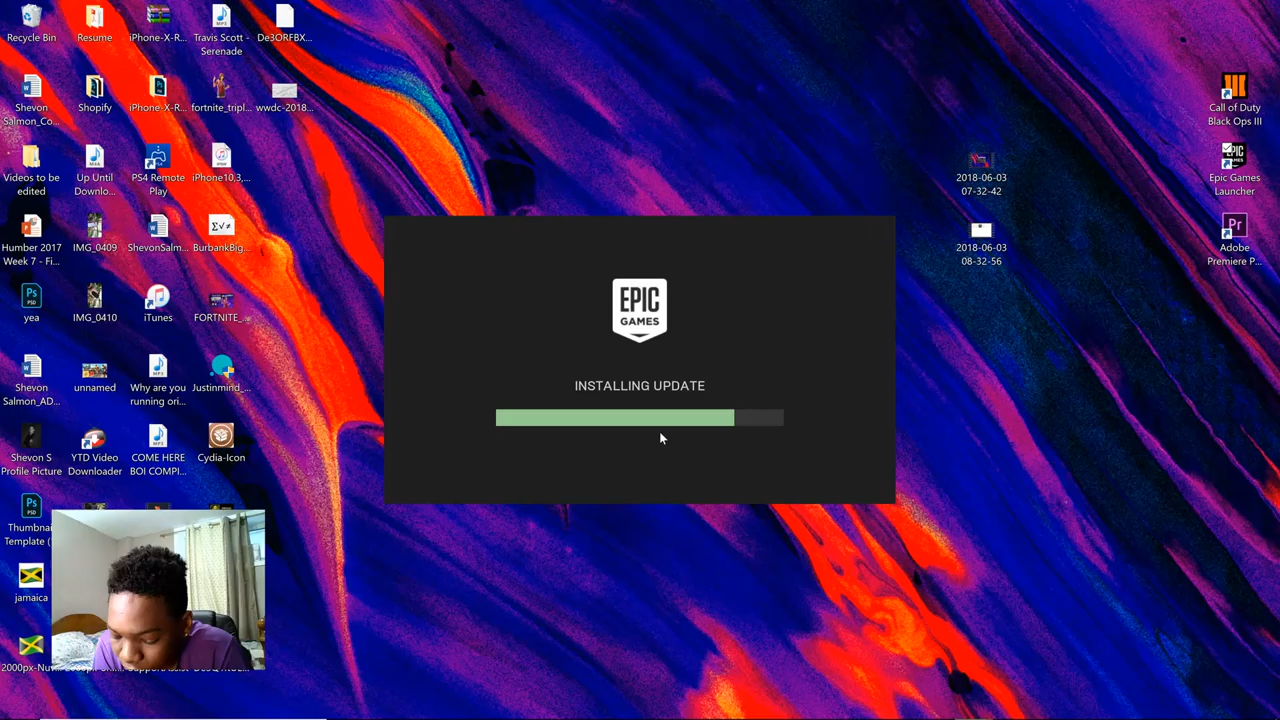 Recycle Bin
Resume
iPhone-X-R...
Travis Scott -
Serenade
De3ORFBX...
Shevon
Salmon_Co...
Shopify
iPhone-X-R...
fortnite_tripl...
wwdc-2018...
Videos to be
edited
Up Until
Downlo...
PS4 Remote
Play
iPhone10,3,...
Humber 2017
Week 7 - Fi...
IMG_0409
ShevonSalm...
BurbankBig...
yea
IMG_0410
iTunes
FORTNITE_...
Shevon
Salmon_AD...
unnamed
Why are you
running ori...
Justinmind_...
Shevon S
Profile Picture
YTD Video
Downloader
COME HERE
BOI COMPI...
Cydia-Icon
Thumbnai
Template (
jamaica
EPIC
GAMES
INSTALLING UPDATE
2018-06-03
07-32-42
2018-06-03
08-32-56
Call of Duty
Black Ops III
Epic Games
Launcher
Adobe
Premiere P...